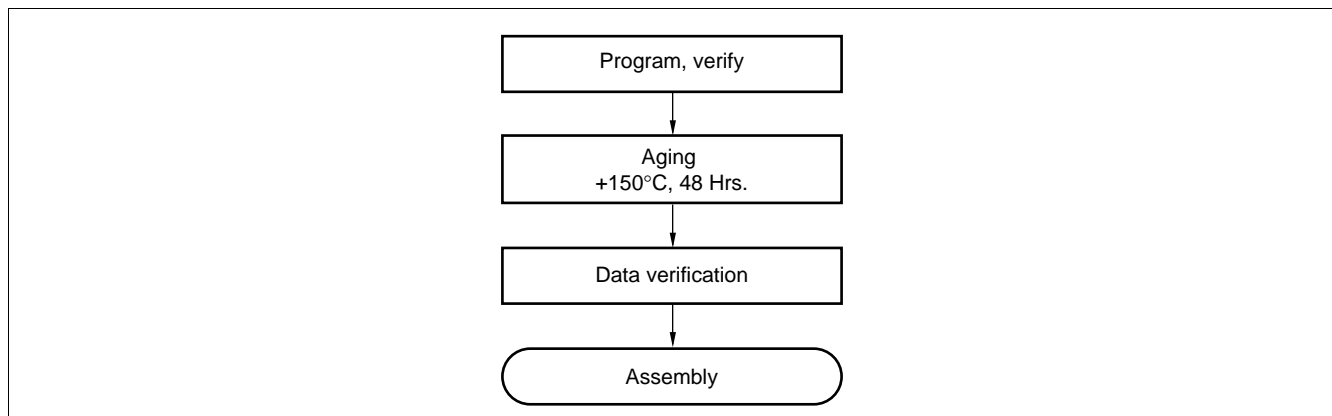 Program, verify
Aging
+150°C, 48 Hrs.
Data verification
Assembly